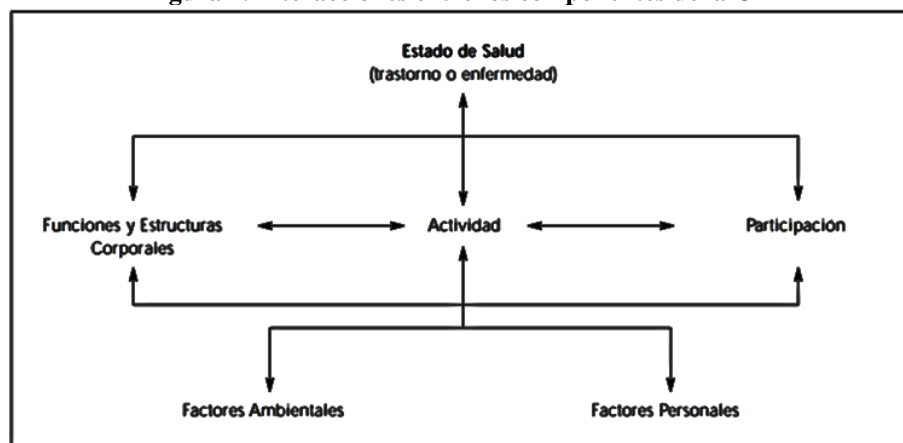 Estado de Salud
(trastorno o enfermedad)
Funciones y Estructuras
Corporales
Actividad
Participación
Factores Ambientales
Factores Personales